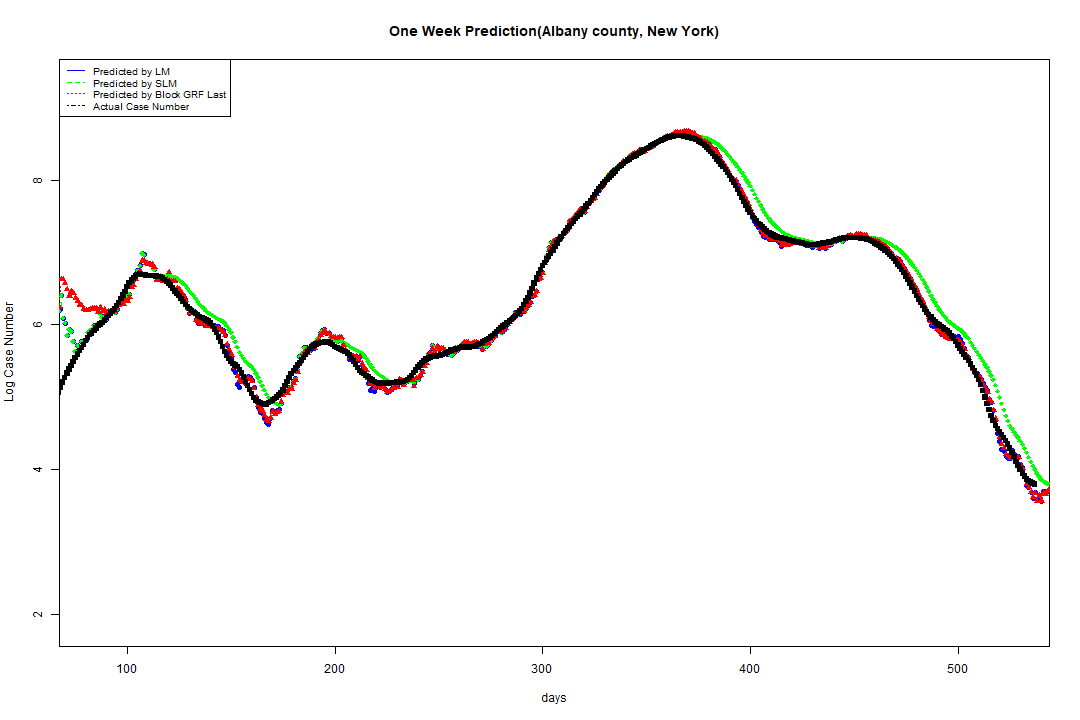 One Week Prediction(Albany county, New York)
Predicted by LM
Predicted by SLM
Predicted by Block GRF Last
Actual Case Number
8
6
4
2
Log Case Number
100 200 300 400 500
days